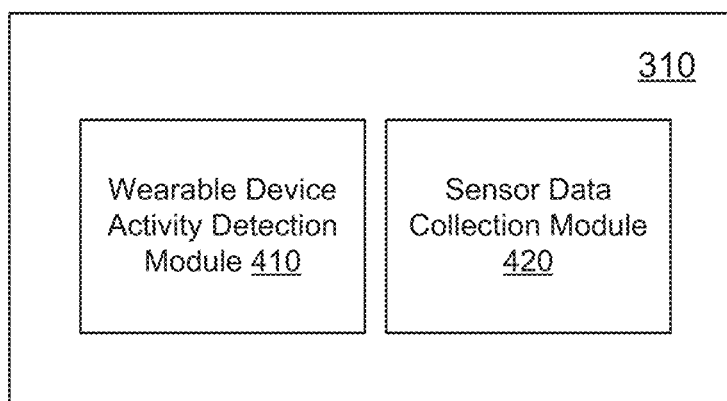 310
Wearable Device
Activity Detection
Module 410
Sensor Data
Collection Module
420